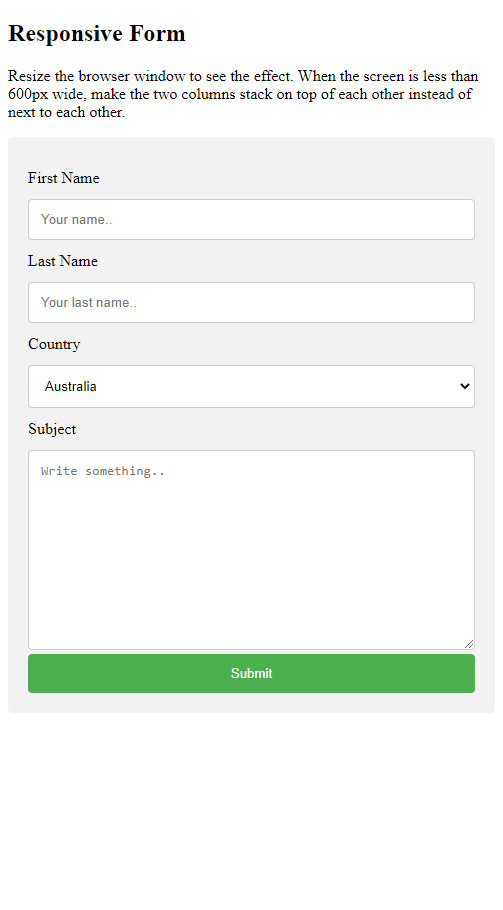 Responsive Form
Resize the browser window to see the effect. When the screen is less than
600px wide, make the two columns stack on top of each other instead of
next to each other.
First Name
Your name..
Last Name
Your last name..
Country
Australia
Subject
Write something..
Submit